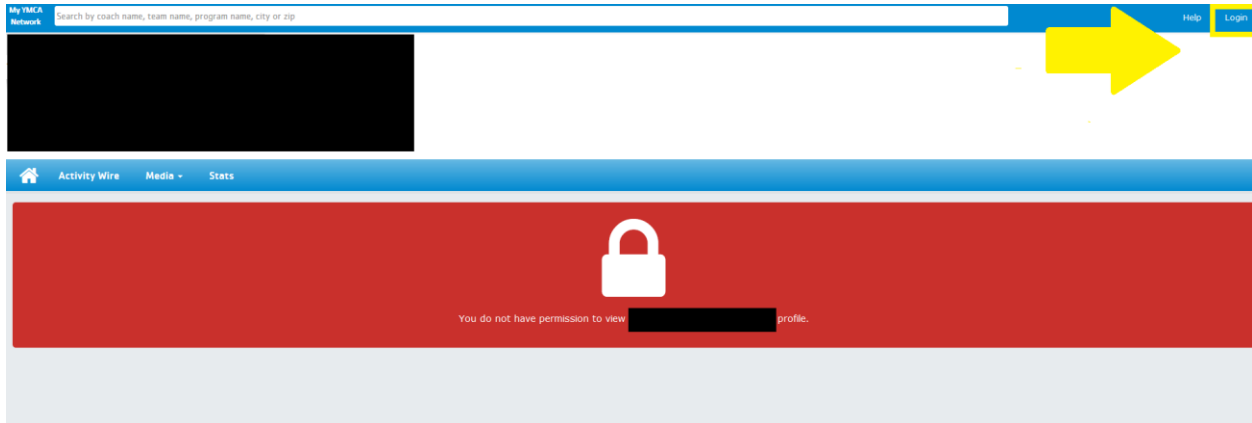 My YMCA
Network
Search by coach name, team name, program name, city or zip
Help
Login
Activity Wire
Media
Stats
You do not have permission to view
profile.